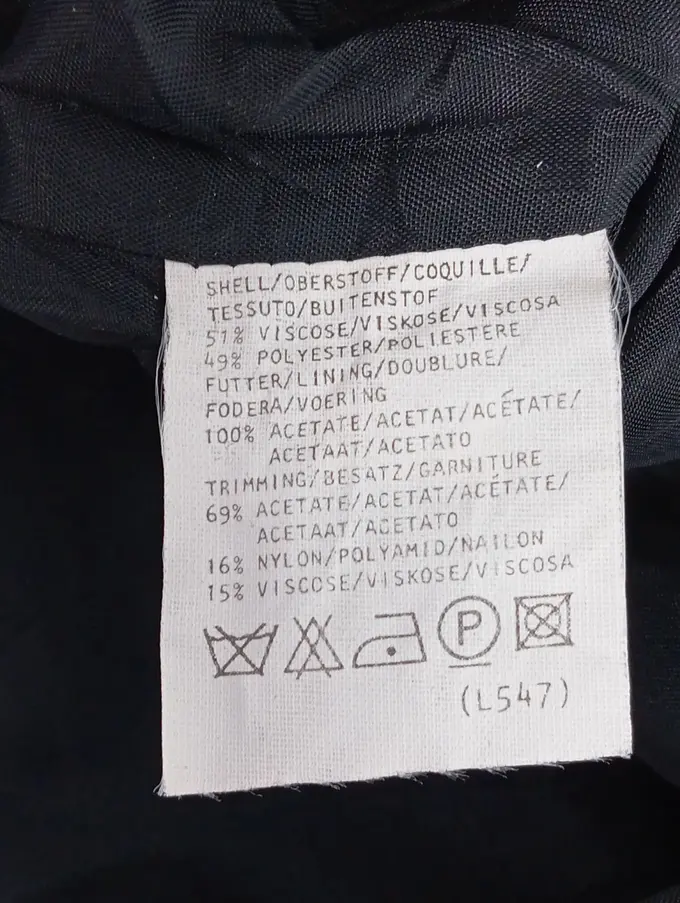 SHELL/OBERSTOFF/COQUILLE/
TESSUTO/BUITENSTOF
51% VISCOSE/VISKOSE/VISCOSA
49% POLYESTER/POLIESTERE
FUTTER/LINING/DOUBLURE/
FODERA/VOERING
100% ACETATE/ACETAT/ACÉTATE/
ACETAAT/ACETATO
TRIMMING/BESATZ/GARNITURE
69% ACETATE/ACETAT/ACÉTATE/
ACETAAT/ACETATO
16% NYLON/POLYAMID/NAILON
15% VISCOSE/VISKOSE/VISCOSA
P
(L547)